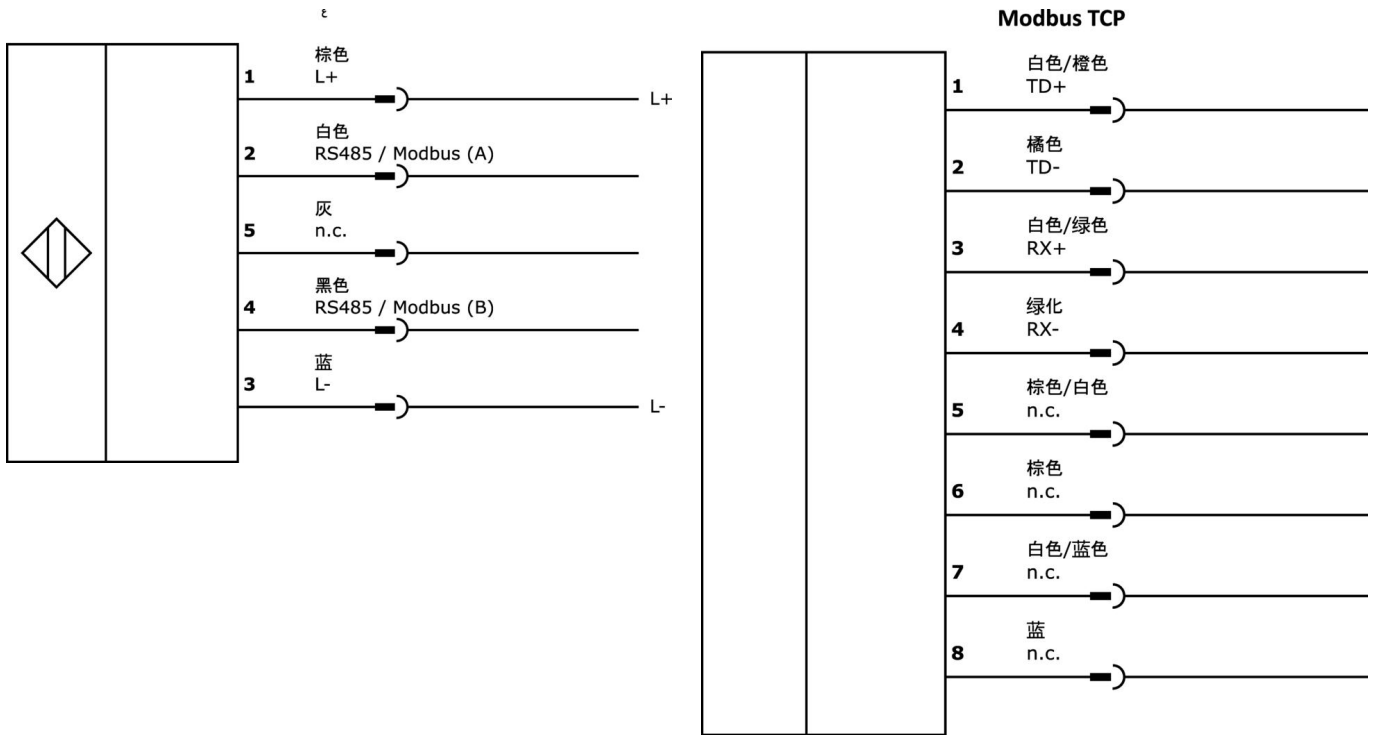 ع
棕色
1
L+
L+
白色
2
RS485 / Modbus (A)
灰
5
n.c.
黑色
4
RS485 / Modbus (B)
蓝
3
L-
L-
Modbus TCP
白色/橙色
1
TD+
橘色
2
TD-
白色/绿色
3
RX+
绿化
4
RX-
棕色/白色
5
n.c.
棕色
6
n.c.
白色/蓝色
7
n.c.
蓝
8
n.c.